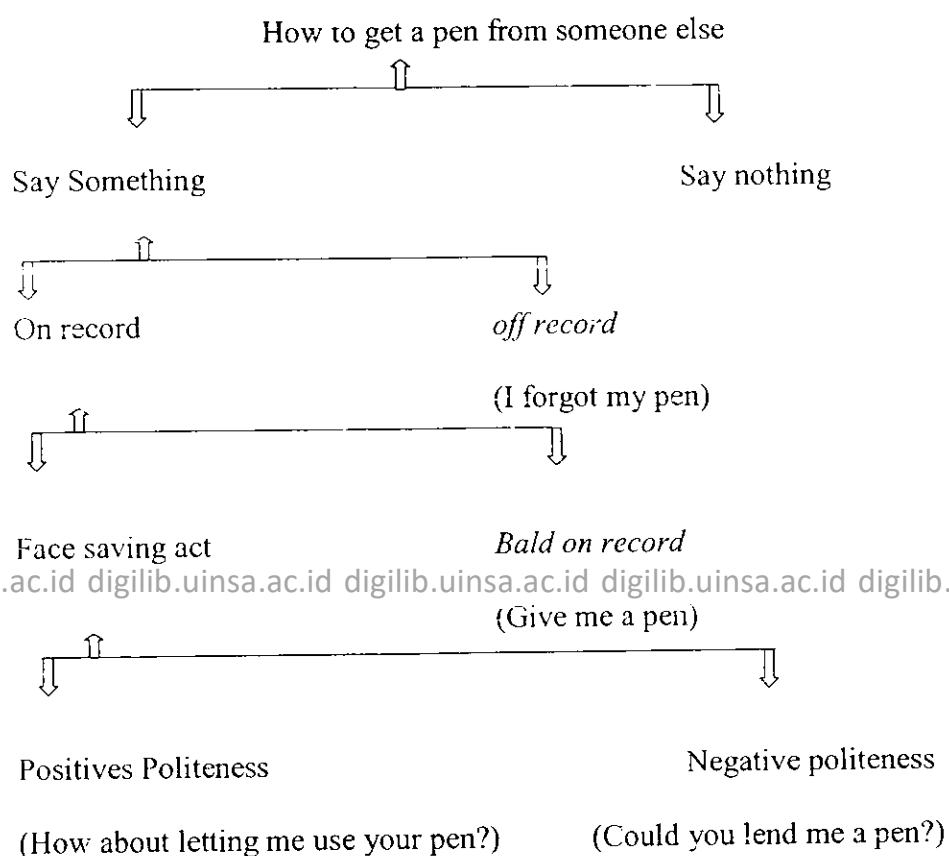 How to get a pen from someone else
Say Something
Say nothing
On record
off record
(I forgot my pen)
Face saving act
Bald on record
.ac.id digilib.uinsa.ac.id digilib.uinsa.ac.id digilib.uinsa.ac.id digilib.
(Give me a pen)
Positives Politeness
Negative politeness
(How about letting me use your pen?)
(Could you lend me a pen?)